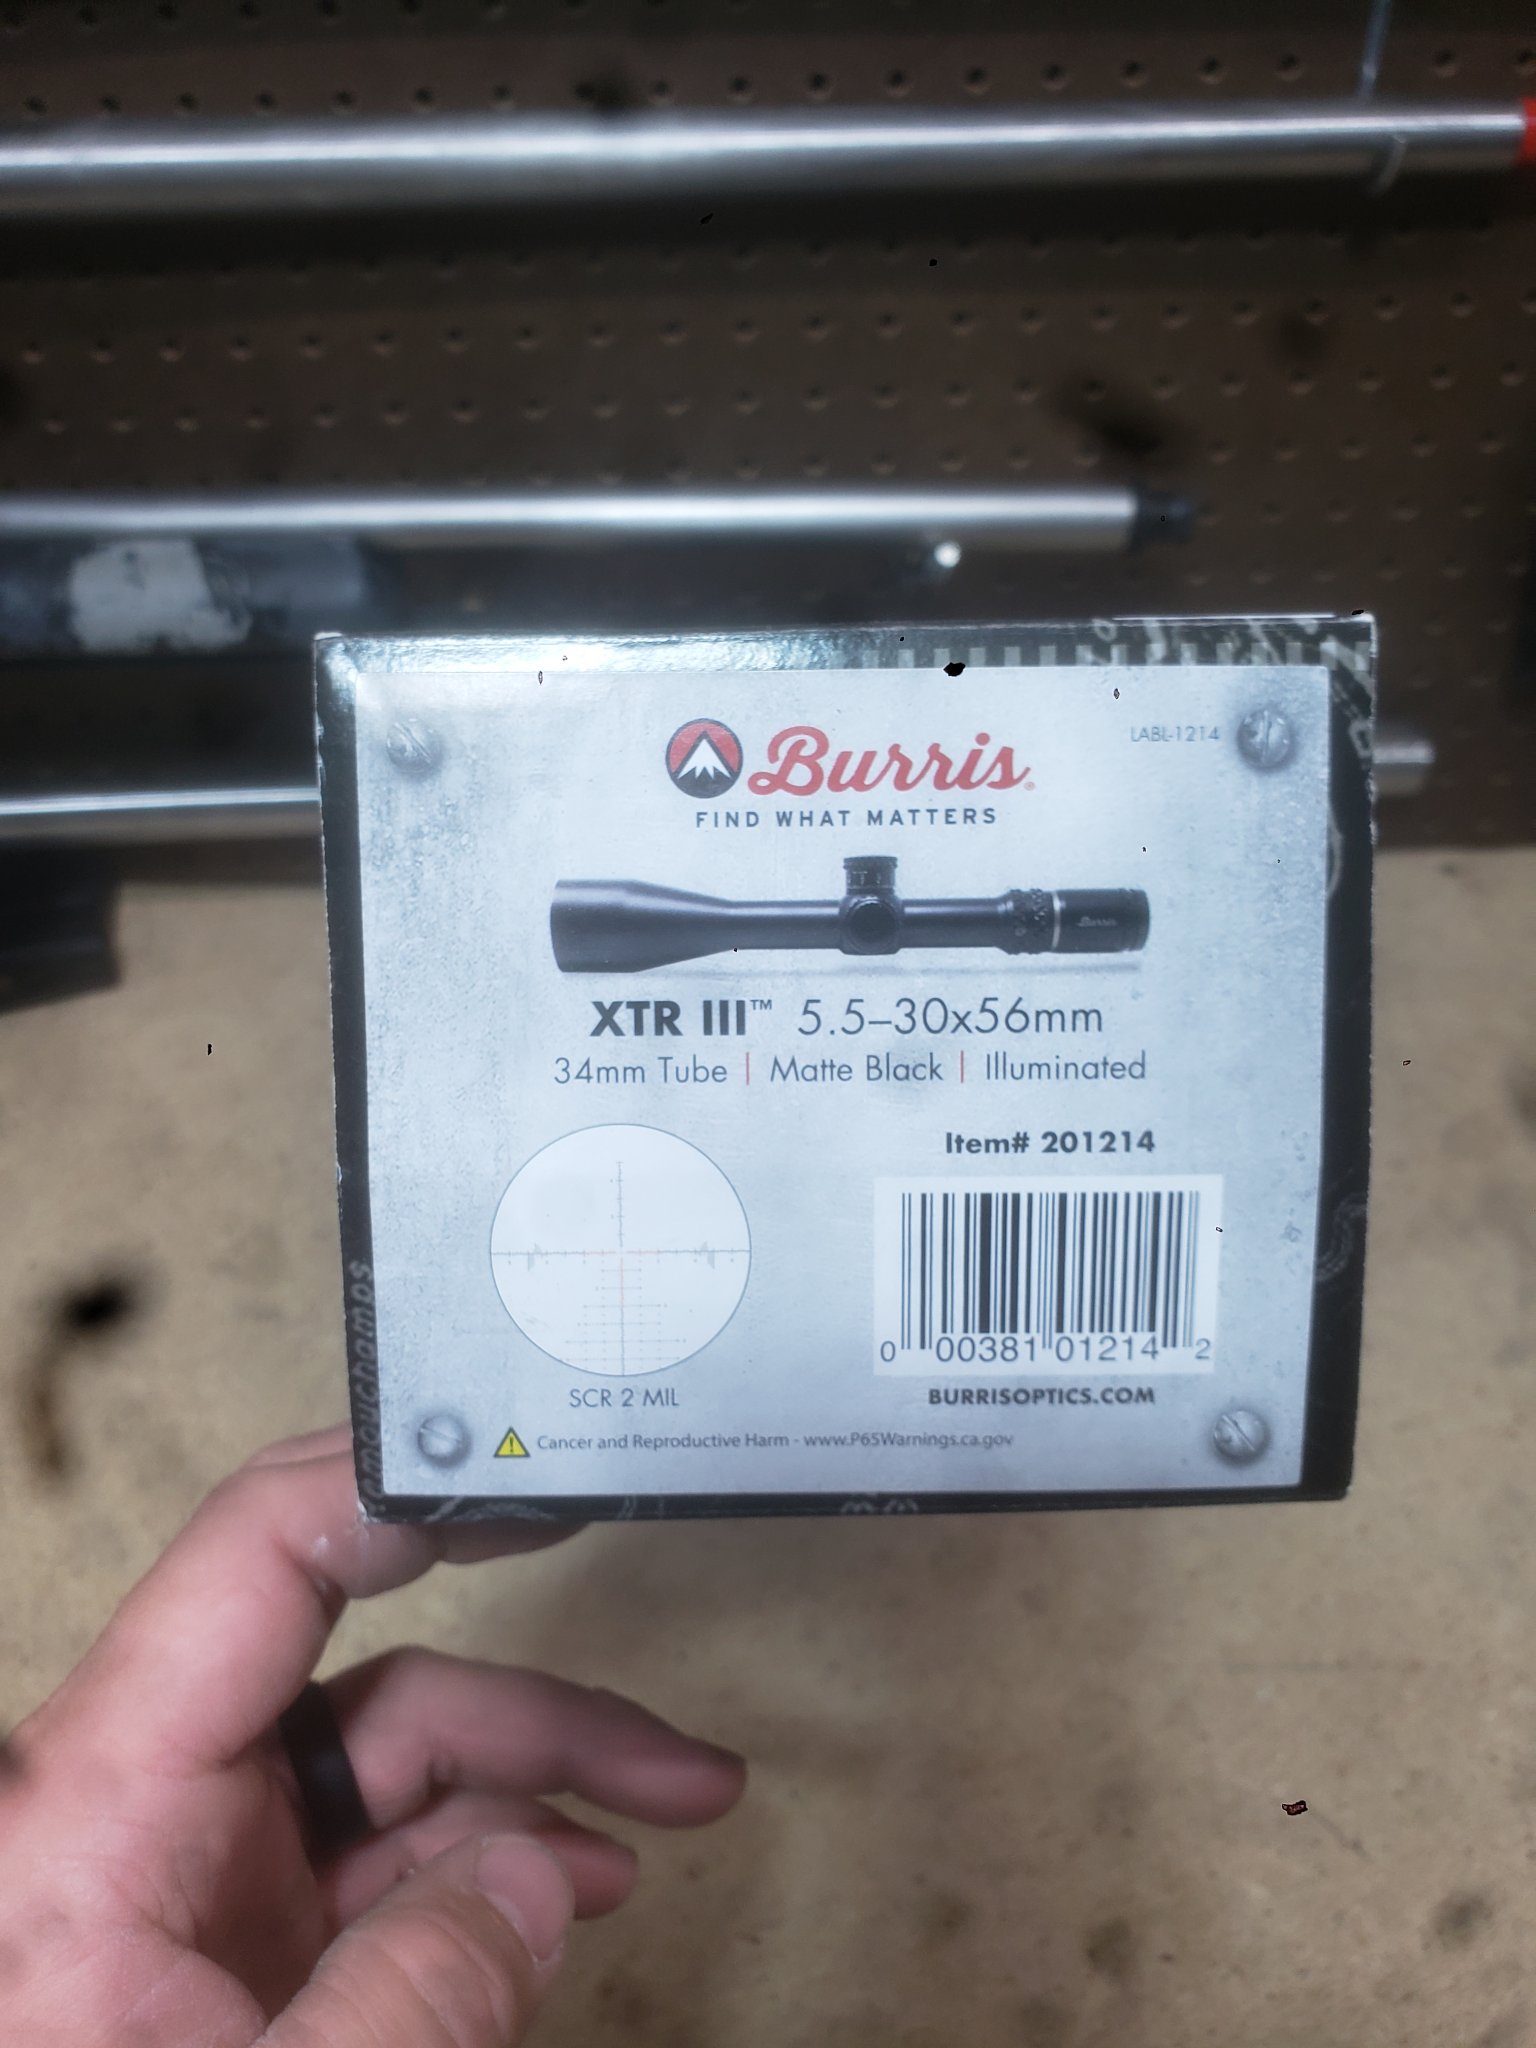 LABL-1214
Burris®
FIND WHAT MATTERS
Burris
XTR III™ 5.5–30x56mm
34mm Tube | Matte Black | Illuminated
Item# 201214
0 00381 01214 2
SCR 2 MIL
BURRISOPTICS.COM
Cancer and Reproductive Harm - www.P65Warnings.ca.gov